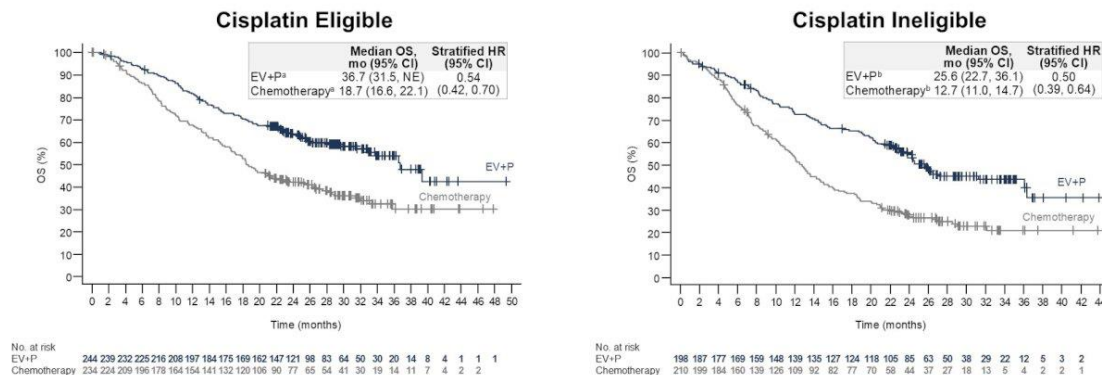 Cisplatin Eligible
Median OS, Stratified HR
mo (95% CI) (95% CI)
EV+Pᵃ 36.7 (31.5, NE) 0.54
Chemotherapyᵃ 18.7 (16.6, 22.1) (0.42, 0.70)
100
90
80
70
60
50
40
30
20
10
0
OS (%)
EV+P
Chemotherapy
0 2 4 6 8 10 12 14 16 18 20 22 24 26 28 30 32 34 36 38 40 42 44 46 48 50
Time (months)
No. at risk
EV+P 244 239 232 225 216 208 197 184 175 169 162 147 121 98 83 64 50 30 20 14 8 4 1 1 1
Chemotherapy 234 224 209 196 178 164 154 141 132 120 106 90 77 65 54 41 30 19 14 11 7 4 2 2
Cisplatin Ineligible
Median OS, Stratified HR
mo (95% CI) (95% CI)
EV+Pᵇ 25.6 (22.7, 36.1) 0.50
Chemotherapyᵇ 12.7 (11.0, 14.7) (0.39, 0.64)
100
90
80
70
60
50
40
30
20
10
0
OS (%)
EV+P
Chemotherapy
0 2 4 6 8 10 12 14 16 18 20 22 24 26 28 30 32 34 36 38 40 42 44
Time (months)
No. at risk
EV+P 198 187 177 169 159 148 139 135 127 124 118 105 85 63 50 38 29 22 12 5 3 2
Chemotherapy 210 199 184 160 139 126 109 92 82 77 70 58 44 37 27 18 13 5 4 2 2 1